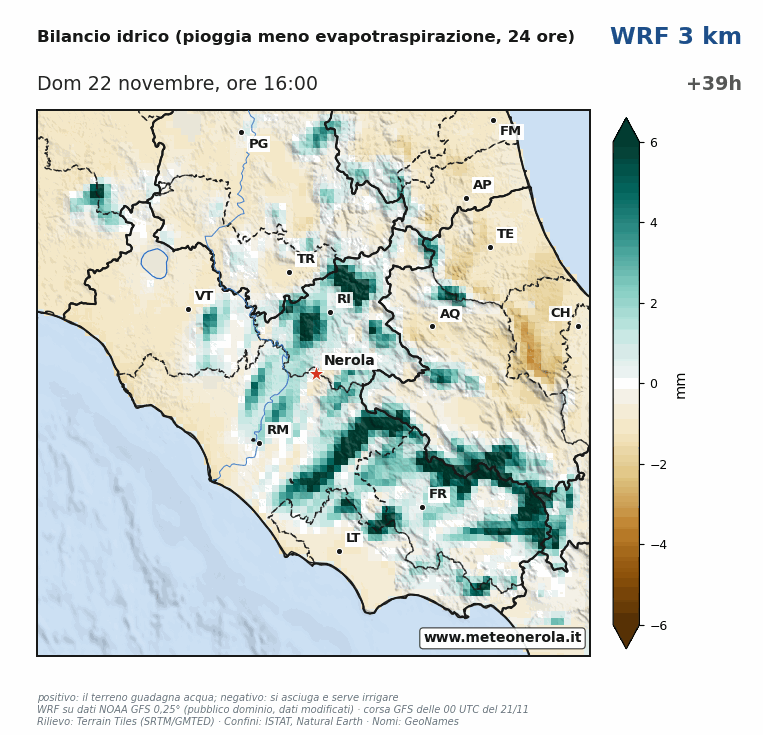 Bilancio idrico (pioggia meno evapotraspirazione, 24 ore)
WRF 3 km
Dom 22 novembre, ore 16:00
+39h
FM
PG
AP
TE
TR
RI
VT
AQ
CH
Nerola
RM
FR
LT
www.meteonerola.it
6
4
2
0
−2
−4
−6
mm
positivo: il terreno guadagna acqua; negativo: si asciuga e serve irrigare
WRF su dati NOAA GFS 0,25° (pubblico dominio, dati modificati) · corsa GFS delle 00 UTC del 21/11
Rilievo: Terrain Tiles (SRTM/GMTED) · Confini: ISTAT, Natural Earth · Nomi: GeoNames